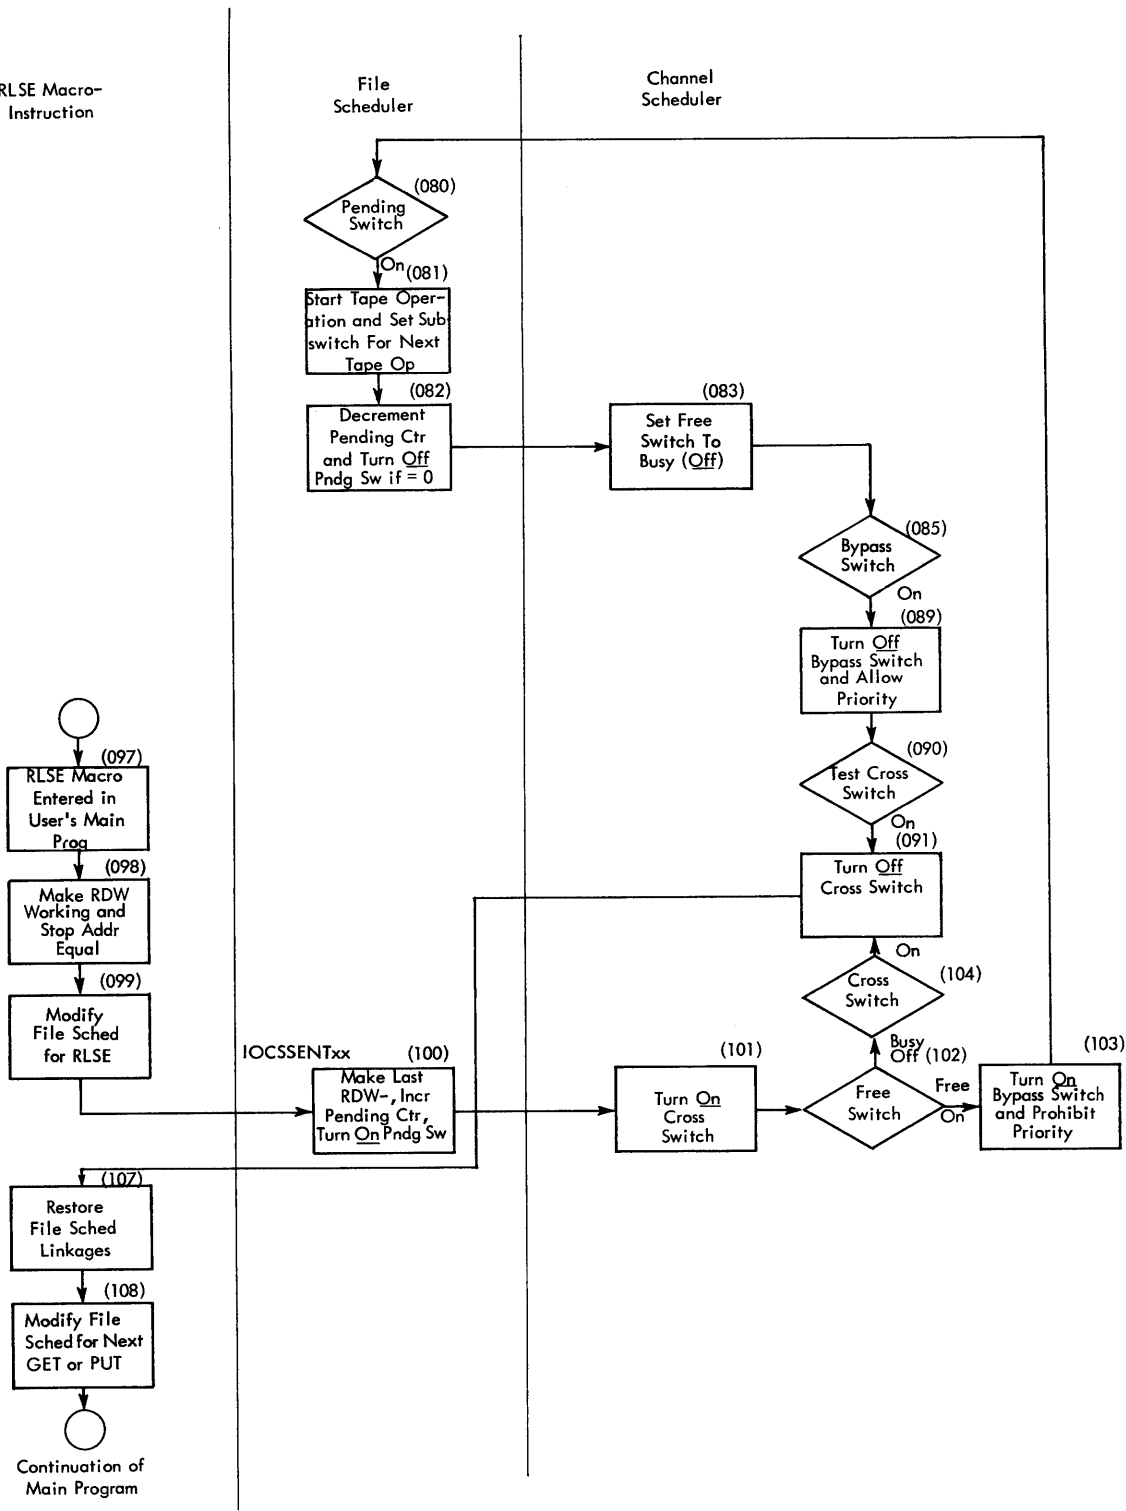 RLSE Macro-
Instruction
File
Scheduler
Channel
Scheduler
(080)
Pending
Switch
On
(081)
Start Tape Oper-
ation and Set Sub
switch For Next
Tape Op
(082)
Decrement
Pending Ctr
and Turn Off
Pndg Sw if = 0
(083)
Set Free
Switch To
Busy (Off)
(085)
Bypass
Switch
On
(089)
Turn Off
Bypass Switch
and Allow
Priority
(090)
Test Cross
Switch
On
(091)
Turn Off
Cross Switch
On
(104)
Cross
Switch
(097)
RLSE Macro
Entered in
User's Main
Prog
(098)
Make RDW
Working and
Stop Addr
Equal
(099)
Modify
File Sched
for RLSE
IOCSSENTxx
(100)
Make Last
RDW-, Incr
Pending Ctr,
Turn On Pndg Sw
(101)
Turn On
Cross
Switch
Busy
Off
(102)
Free
Switch
Free
On
(103)
Turn On
Bypass Switch
and Prohibit
Priority
(107)
Restore
File Sched
Linkages
(108)
Modify File
Sched for Next
GET or PUT
Continuation of
Main Program